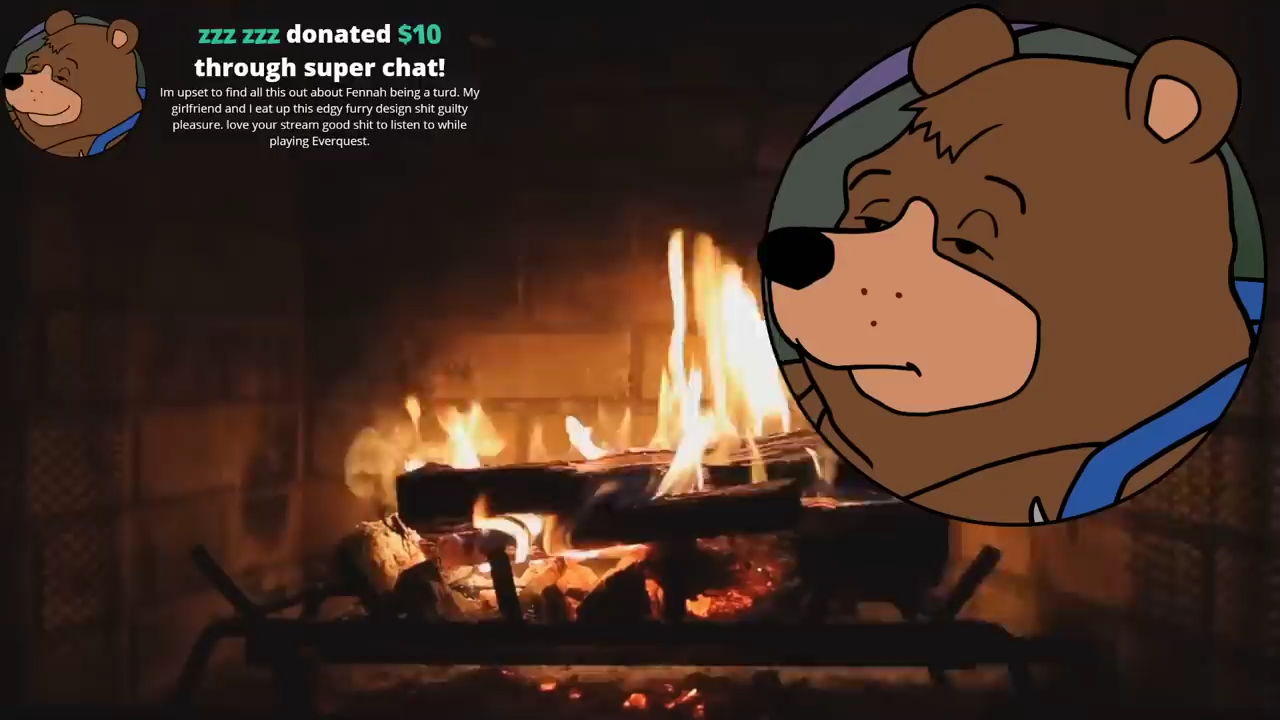 zzz zzz donated $10
through super chat!
Im upset to find all this out about Fennah being a turd. My
girlfriend and I eat up this edgy furry design shit guilty
pleasure. love your stream good shit to listen to while
playing Everquest.